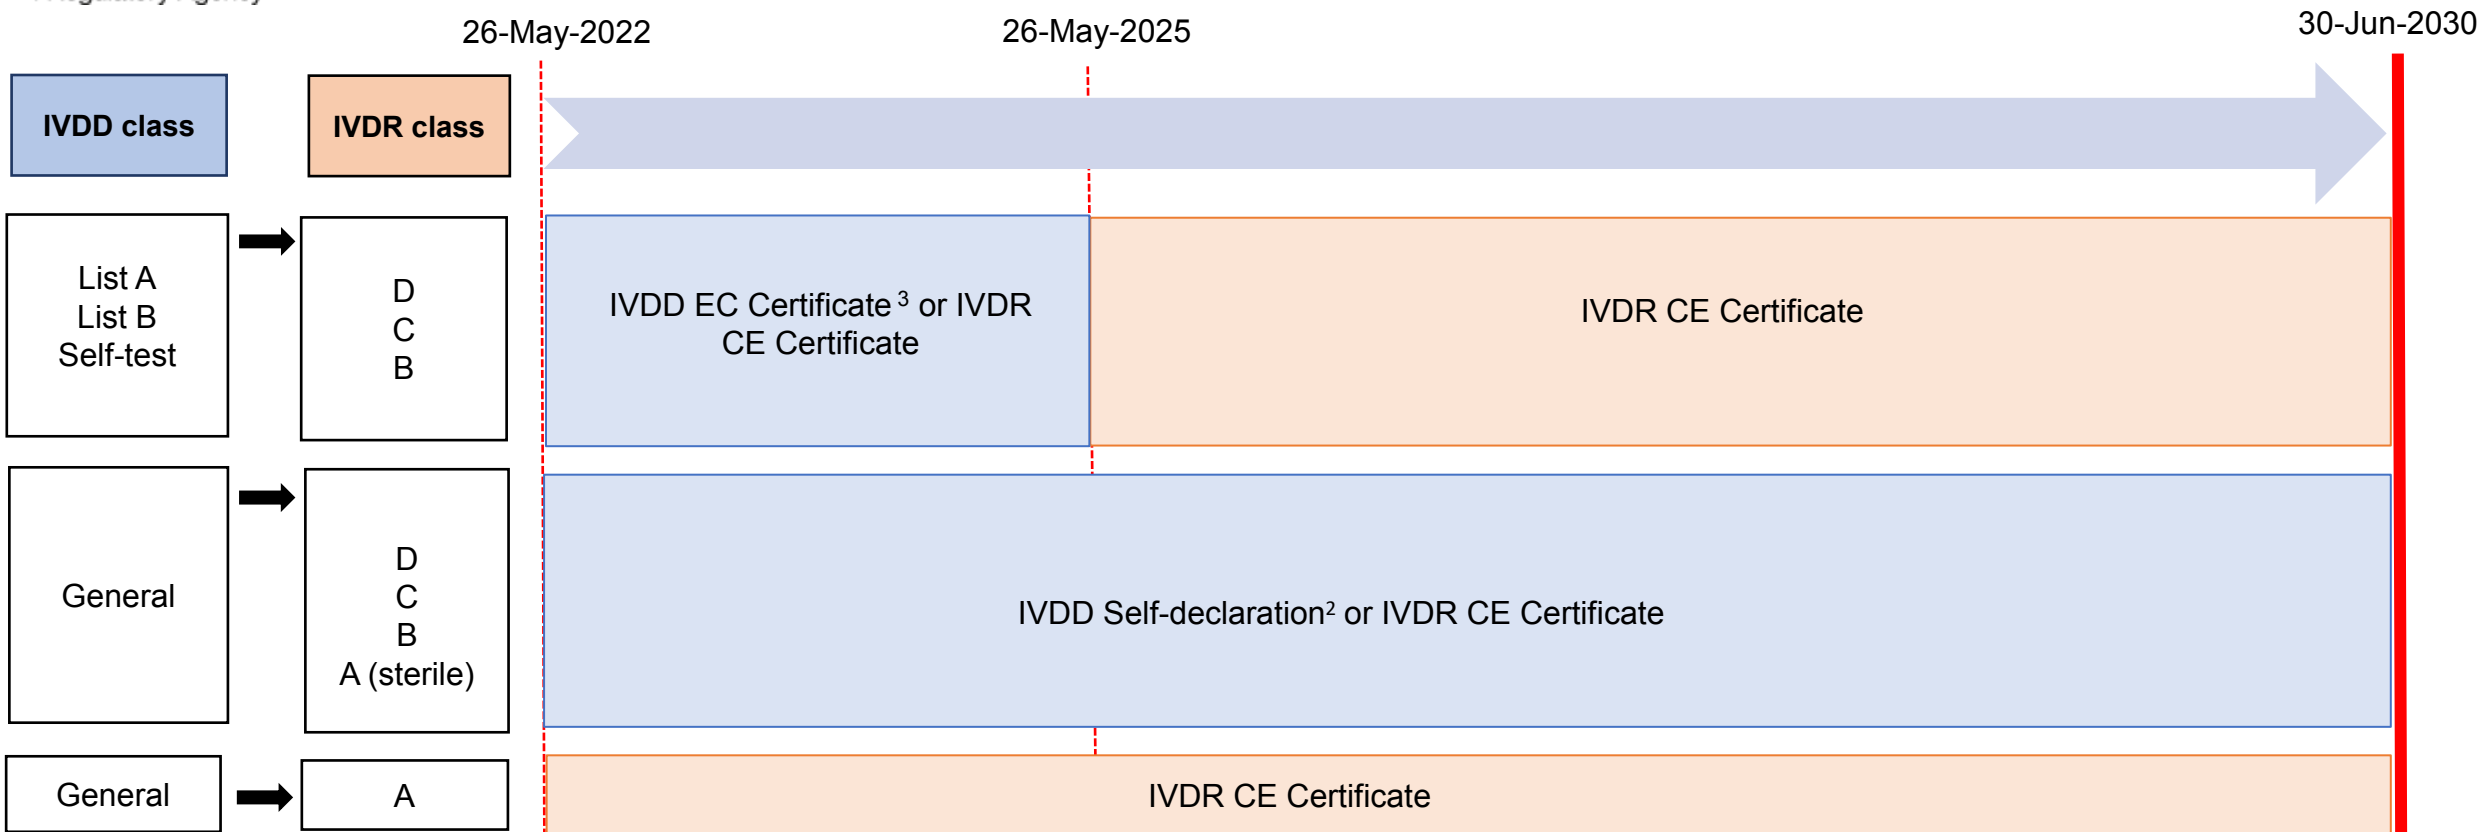 26-May-2022
26-May-2025
30-Jun-2030
IVDD class
IVDR class
List A
List B
Self-test
D
C
B
IVDD EC Certificate ³ or IVDR
CE Certificate
IVDR CE Certificate
General
D
C
B
A (sterile)
IVDD Self-declaration² or IVDR CE Certificate
General
A
IVDR CE Certificate